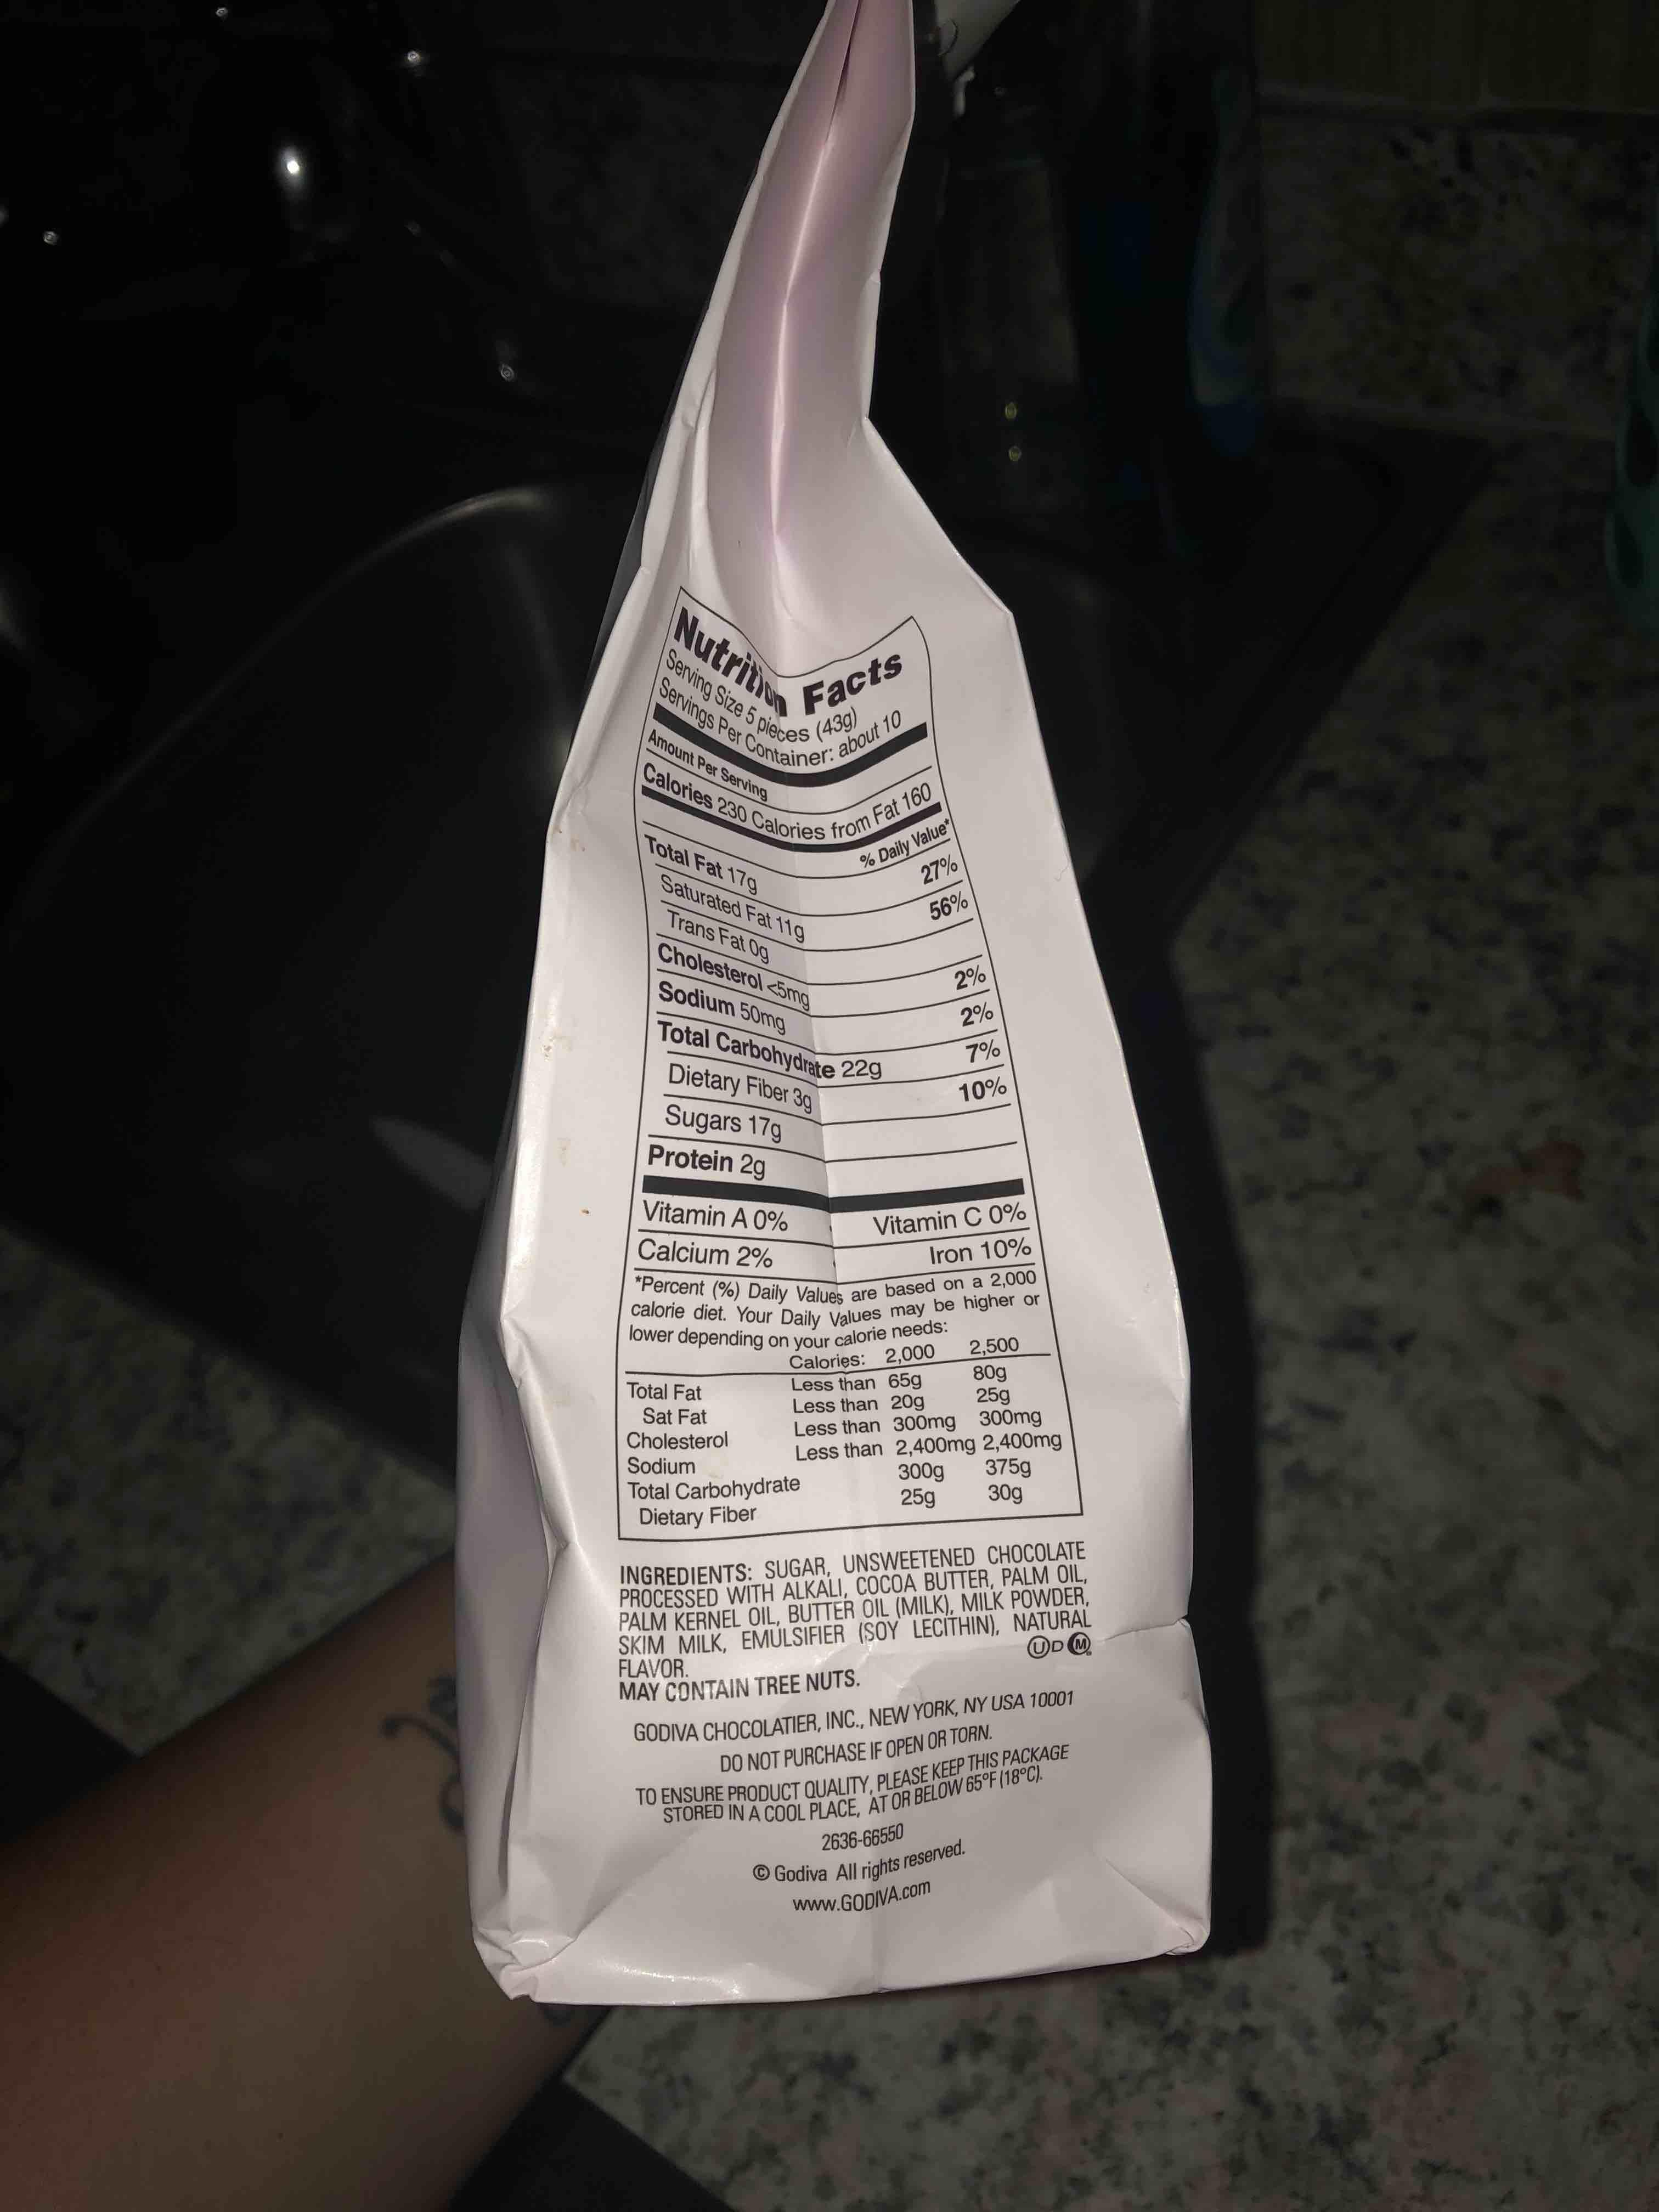 Nutrition Facts
Serving Size 5 pieces (43g)
Servings Per Container: about 10
Amount Per Serving
Calories 230 Calories from Fat 160
% Daily Value*
Total Fat 17g 27%
Saturated Fat 11g 56%
Trans Fat 0g
Cholesterol <5mg 2%
Sodium 50mg 2%
Total Carbohydrate 22g 7%
Dietary Fiber 3g 10%
Sugars 17g
Protein 2g
Vitamin A 0% Vitamin C 0%
Calcium 2% Iron 10%
*Percent (%) Daily Values are based on a 2,000
calorie diet. Your Daily Values may be higher or
lower depending on your calorie needs:
Calories: 2,000 2,500
Total Fat Less than 65g 80g
Sat Fat Less than 20g 25g
Cholesterol Less than 300mg 300mg
Sodium Less than 2,400mg 2,400mg
Total Carbohydrate 300g 375g
Dietary Fiber 25g 30g
INGREDIENTS: SUGAR, UNSWEETENED CHOCOLATE
PROCESSED WITH ALKALI, COCOA BUTTER, PALM OIL,
PALM KERNEL OIL, BUTTER OIL (MILK), MILK POWDER,
SKIM MILK, EMULSIFIER (SOY LECITHIN), NATURAL
FLAVOR. Ⓤ D Ⓜ
MAY CONTAIN TREE NUTS.
GODIVA CHOCOLATIER, INC., NEW YORK, NY USA 10001
DO NOT PURCHASE IF OPEN OR TORN.
TO ENSURE PRODUCT QUALITY, PLEASE KEEP THIS PACKAGE
STORED IN A COOL PLACE, AT OR BELOW 65°F (18°C).
2636-66550
© Godiva All rights reserved.
www.GODIVA.com